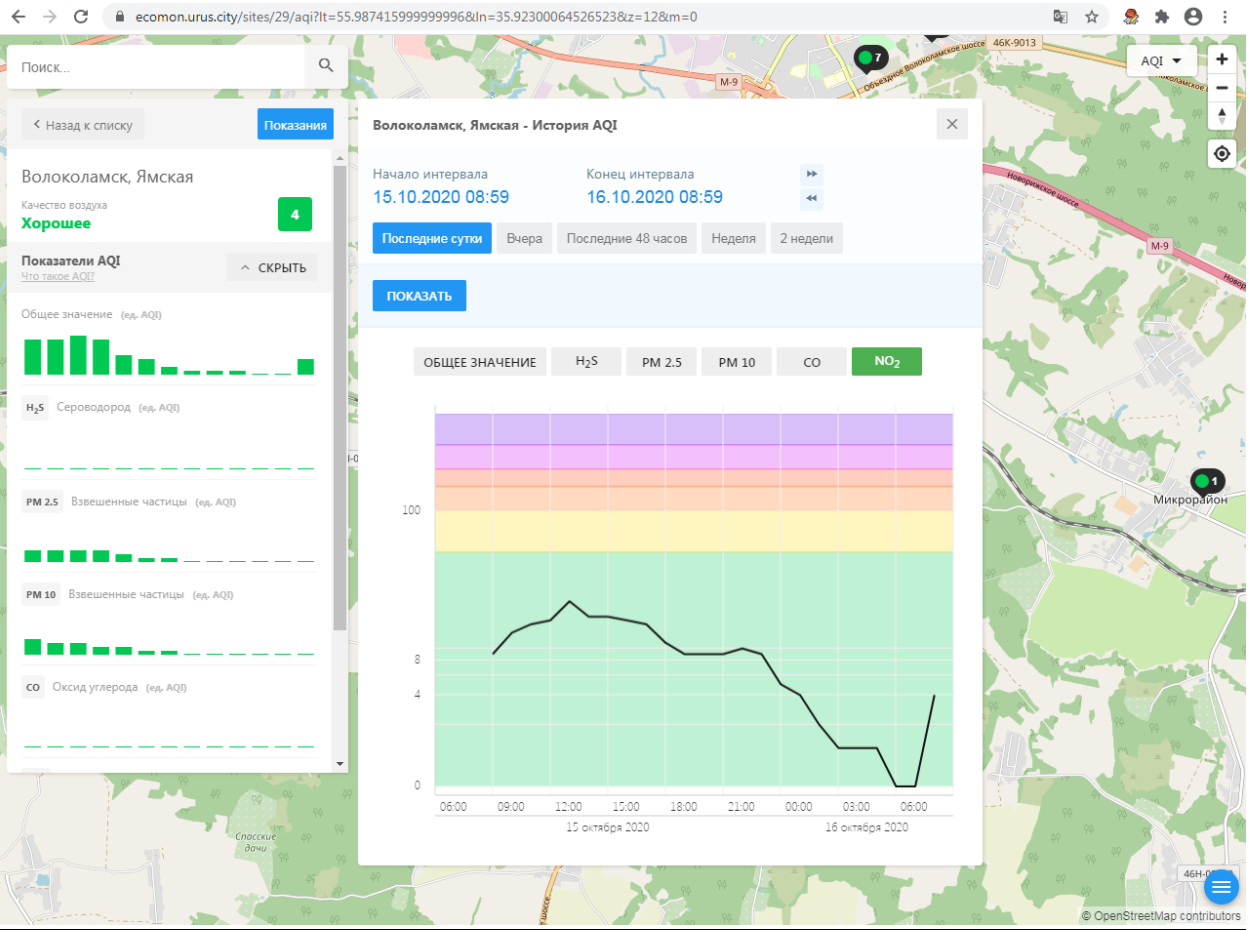 ecomon.urus.city/sites/29/aqi?lt=55.987415999999996&ln=35.92300064526523&z=12&m=0
Поиск...
Назад к списку
Показания
Волоколамск, Ямская
Качество воздуха
Хорошее
4
Показатели AQI
Что такое AQI?
СКРЫТЬ
Общее значение (ед. AQI)
H₂S Сероводород (ед. AQI)
PM 2.5 Взвешенные частицы (ед. AQI)
PM 10 Взвешенные частицы (ед. AQI)
CO Оксид углерода (ед. AQI)
Волоколамск, Ямская - История AQI
Начало интервала
15.10.2020 08:59
Конец интервала
16.10.2020 08:59
Последние сутки
Вчера
Последние 48 часов
Неделя
2 недели
ПОКАЗАТЬ
ОБЩЕЕ ЗНАЧЕНИЕ
H₂S
PM 2.5
PM 10
CO
NO₂
100
8
4
0
06:00 09:00 12:00 15:00 18:00 21:00 00:00 03:00 06:00
15 октября 2020 16 октября 2020
AQI
7
46К-9013
Объездное Волоколамское шоссе
М-9
Новорижское шоссе
М-9
1
Микрорайон
Спасские
дачи
© OpenStreetMap contributors